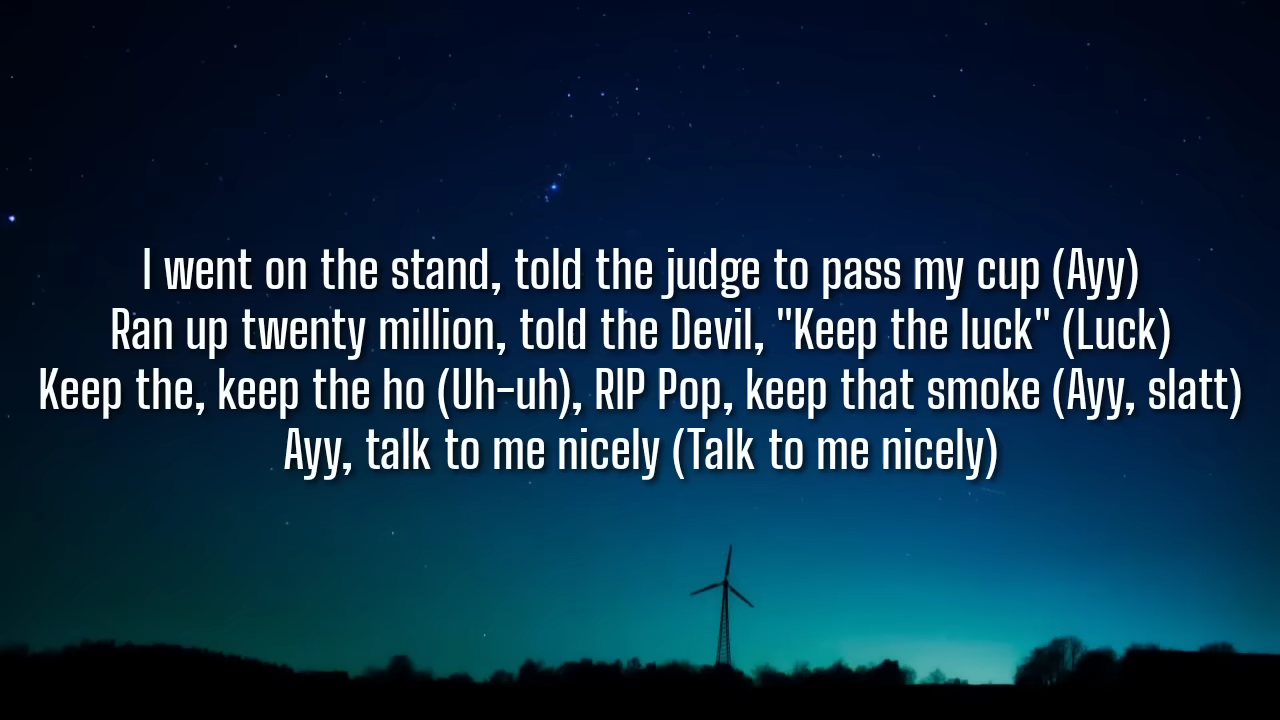 I went on the stand, told the judge to pass my cup (Ayy)
Ran up twenty million, told the Devil, "Keep the luck" (Luck)
Keep the, keep the ho (Uh-uh), RIP Pop, keep that smoke (Ayy, slatt)
Ayy, talk to me nicely (Talk to me nicely)